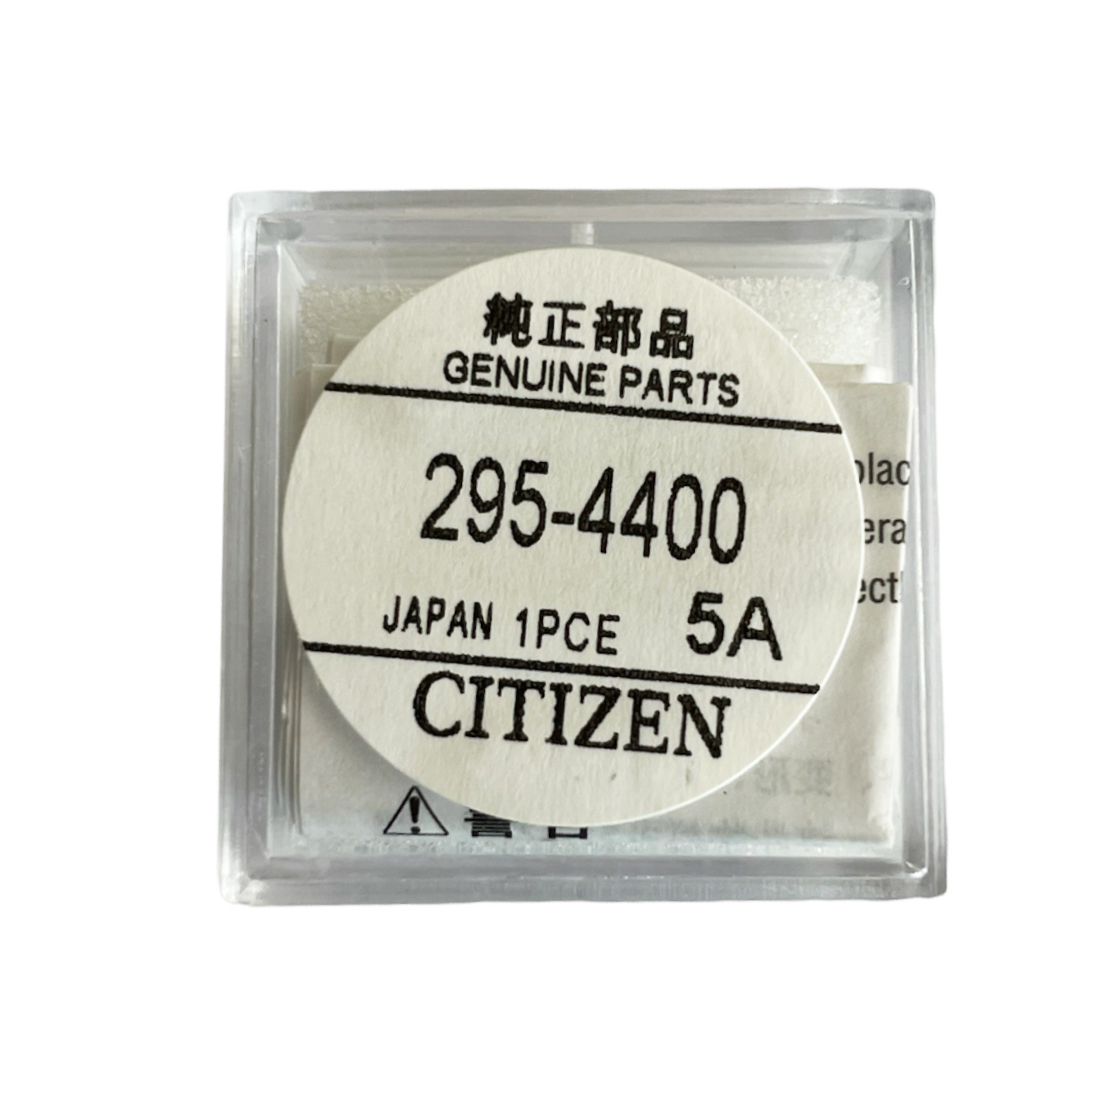 純正部品
GENUINE PARTS
295-4400
JAPAN 1PCE 5A
CITIZEN